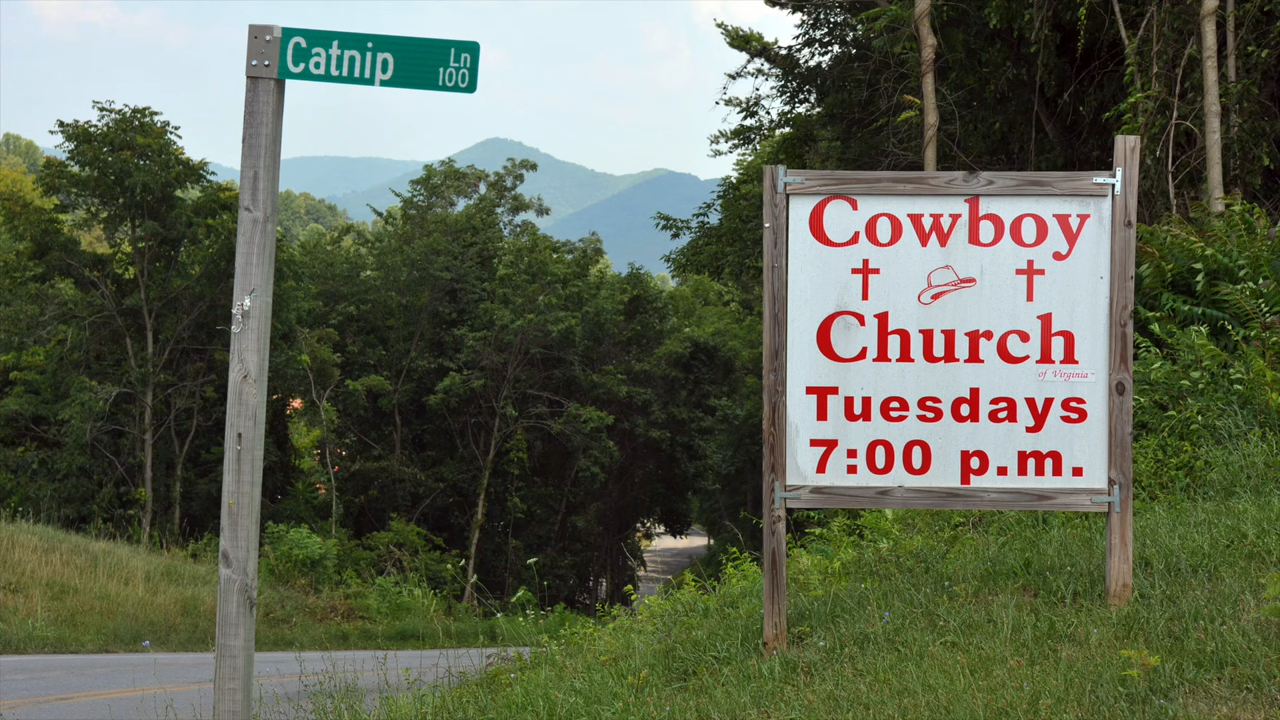 Catnip Ln
100
Cowboy
Church
of Virginia
Tuesdays
7:00 p.m.